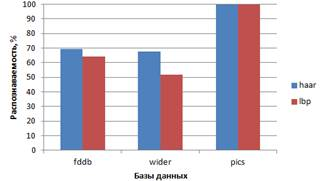 Распознаваемость,%
100
90
80
70
60
50
40
30
20
10
0
fddb wider pics
Базы данных
haar
lbp